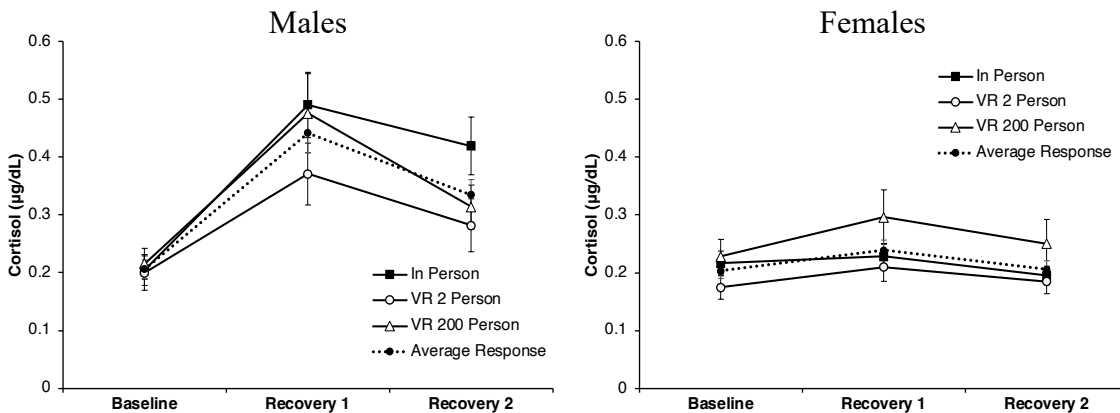 Males
0.6
0.5
0.4
0.3
0.2
0.1
0
Cortisol (µg/dL)
In Person
VR 2 Person
VR 200 Person
Average Response
Baseline
Recovery 1
Recovery 2
Females
0.6
0.5
0.4
0.3
0.2
0.1
0
Cortisol (µg/dL)
In Person
VR 2 Person
VR 200 Person
Average Response
Baseline
Recovery 1
Recovery 2